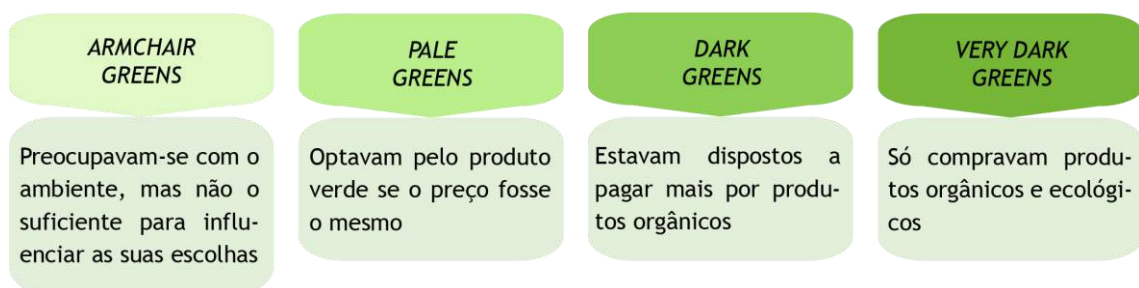 ARMCHAIR
GREENS
Preocupavam-se com o
ambiente, mas não o
suficiente para influ-
enciar as suas escolhas
PALE
GREENS
Optavam pelo produto
verde se o preço fosse
o mesmo
DARK
GREENS
Estavam dispostos a
pagar mais por produ-
tos orgânicos
VERY DARK
GREENS
Só compravam produ-
tos orgânicos e ecológi-
cos